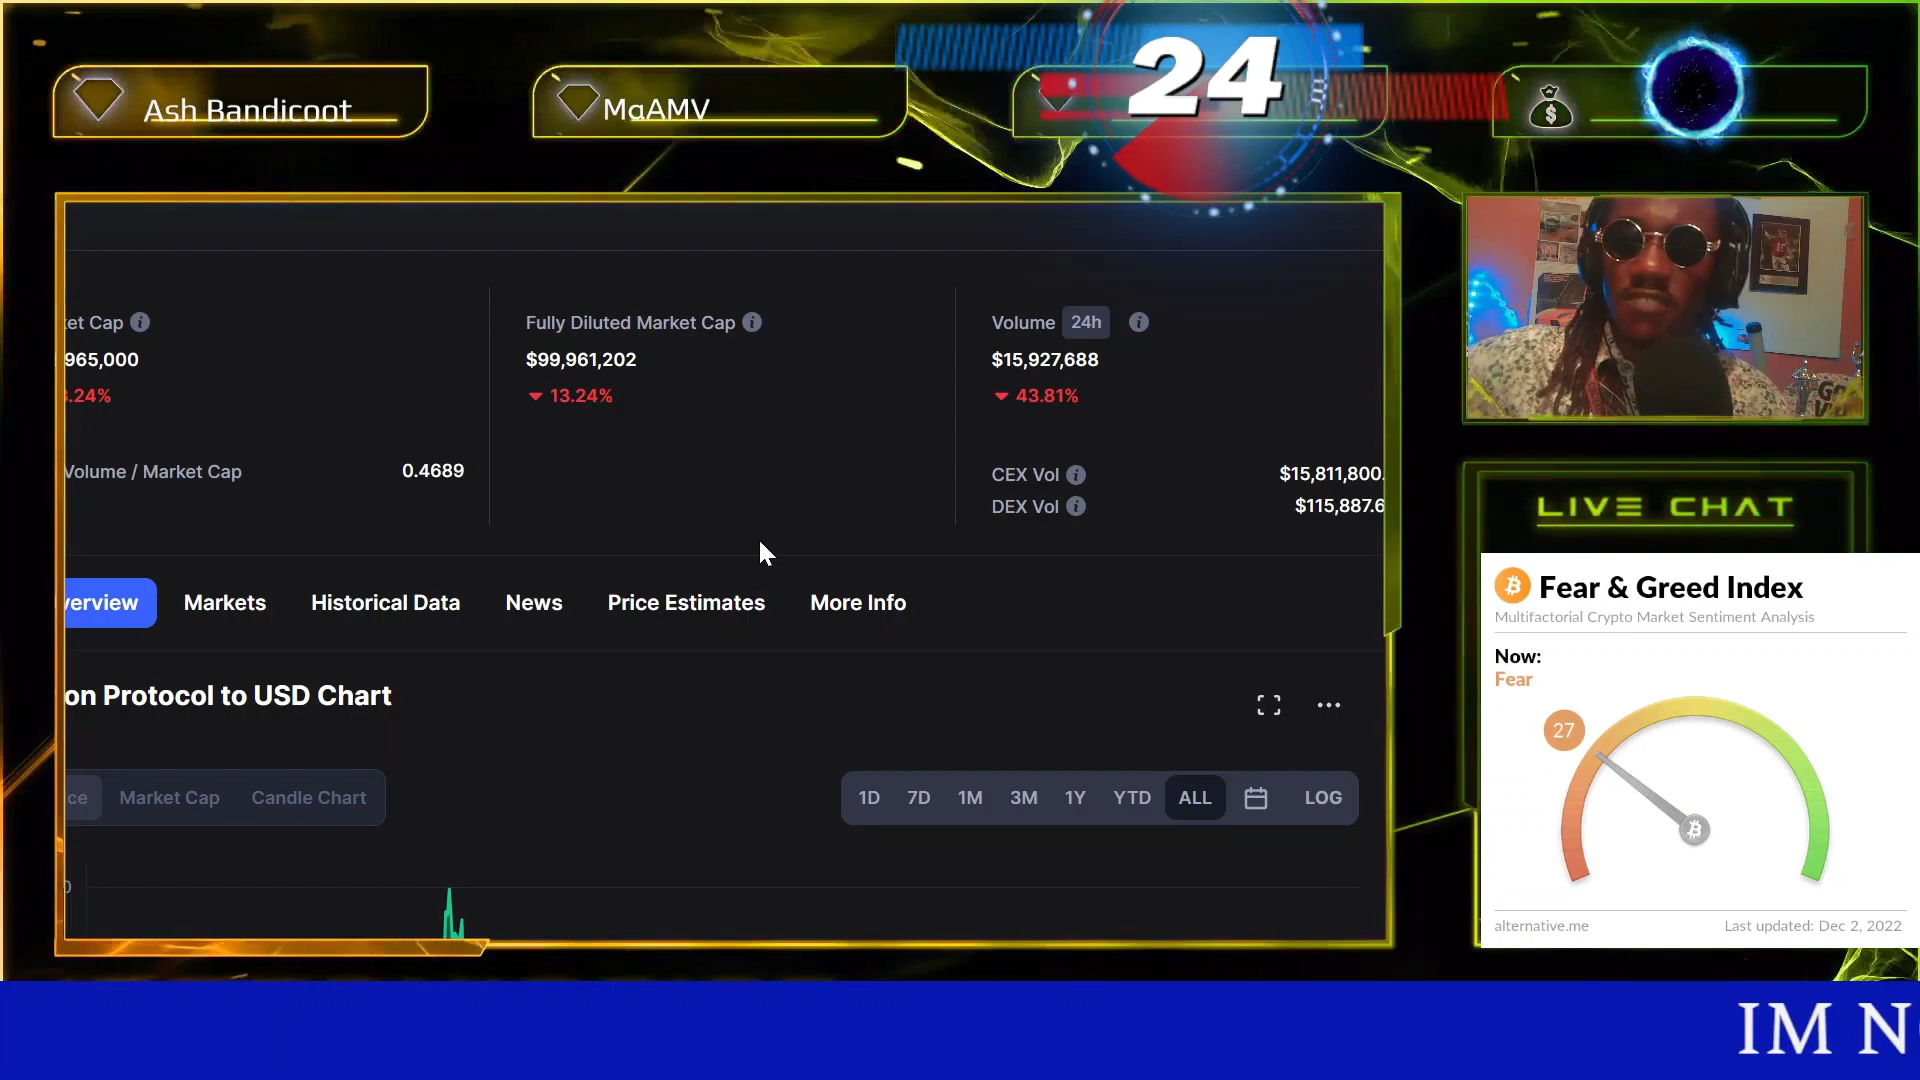 Ash Bandicoot
MaAMV
24
ket Cap
Fully Diluted Market Cap
Volume 24h
965,000
$99,961,202
$15,927,688
3.24%
13.24%
43.81%
Volume / Market Cap 0.4689
CEX Vol $15,811,800.
DEX Vol $115,887.6
verview
Markets
Historical Data
News
Price Estimates
More Info
on Protocol to USD Chart
ce
Market Cap
Candle Chart
1D 7D 1M 3M 1Y YTD ALL LOG
0
LIVE CHAT
Fear & Greed Index
Multifactorial Crypto Market Sentiment Analysis
Now:
Fear
27
alternative.me
Last updated: Dec 2, 2022
IM N